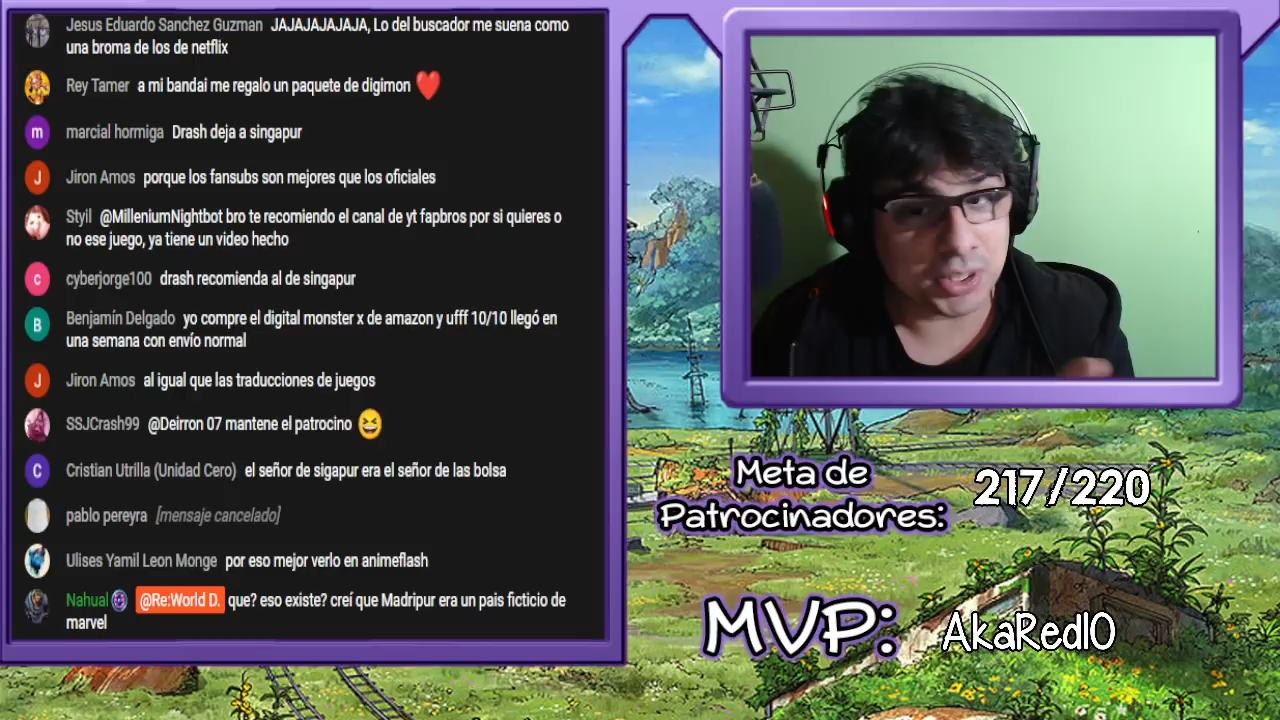 Jesus Eduardo Sanchez Guzman JAJAJAJAJAJA, Lo del buscador me suena como
una broma de los de netflix
Rey Tamer a mi bandai me regalo un paquete de digimon
m marcial hormiga Drash deja a singapur
J Jiron Amos porque los fansubs son mejores que los oficiales
Styil @MilleniumNightbot bro te recomiendo el canal de yt fapbros por si quieres o
no ese juego, ya tiene un video hecho
c cyberjorge100 drash recomienda al de singapur
B Benjamín Delgado yo compre el digital monster x de amazon y ufff 10/10 llegó en
una semana con envío normal
J Jiron Amos al igual que las traducciones de juegos
SSJCrash99 @Deirron 07 mantene el patrocino
C Cristian Utrilla (Unidad Cero) el señor de sigapur era el señor de las bolsa
pablo pereyra [mensaje cancelado]
Ulises Yamil Leon Monge por eso mejor verlo en animeflash
Nahual @Re:World D. que? eso existe? creí que Madripur era un pais ficticio de
marvel
Meta de
Patrocinadores:
217/220
MVP:
AkaRed10